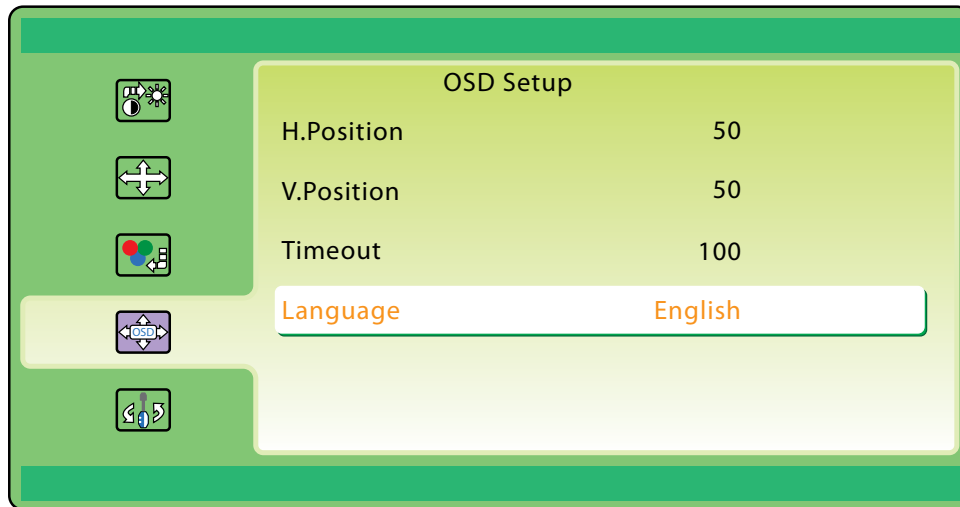 OSD Setup
H.Position 50
V.Position 50
Timeout 100
Language English
OSD